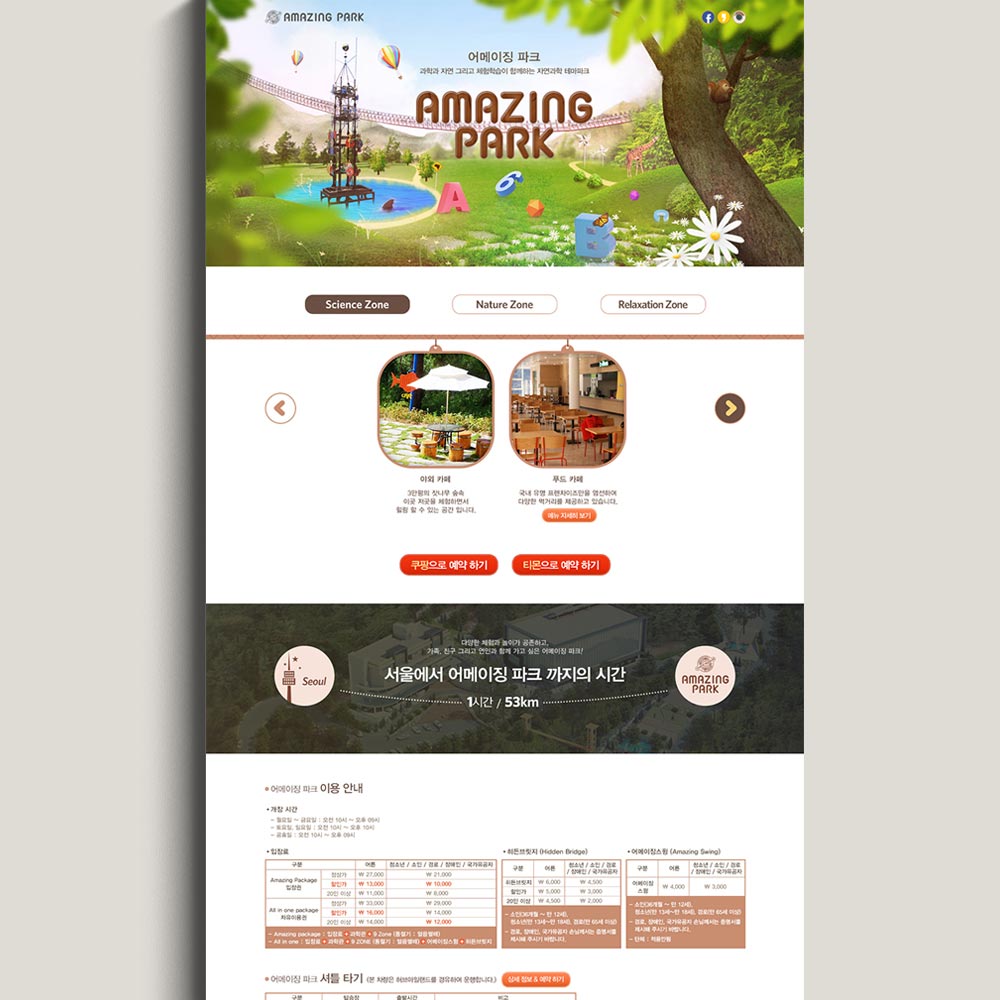 AMAZING PARK
어메이징 파크
과학과 자연 그리고 체험학습이 함께하는 자연과학 테마파크
AMAZING
PARK
Science Zone
Nature Zone
Relaxation Zone
야외 카페
3만평의 잣나무 숲속
이곳 저곳을 체험하면서
힐링 할 수 있는 공간 입니다.
푸드 카페
국내 유명 프랜차이즈만을 엄선하여
다양한 먹거리를 제공하고 있습니다.
메뉴 자세히 보기
쿠팡으로 예약 하기
티몬으로 예약 하기
다양한 체험과 놀이가 공존하고,
가족, 친구 그리고 연인과 함께 가고 싶은 어메이징 파크!
Seoul
서울에서 어메이징 파크 까지의 시간
1시간 / 53km
AMAZING
PARK
어메이징 파크 이용 안내
• 개장 시간
– 월요일 ~ 금요일 : 오전 10시 ~ 오후 09시
– 토요일, 일요일 : 오전 10시 ~ 오후 10시
– 공휴일 : 오전 10시 ~ 오후 09시
• 입장료
구분 어른 청소년 / 소인 / 경로 / 장애인 / 국가유공자
Amazing Package
입장권
정상가 ₩ 27,000 ₩ 21,000
할인가 ₩ 13,000 ₩ 10,000
20인 이상 ₩ 11,000 ₩ 8,000
All in one package
자유이용권
정상가 ₩ 33,000 ₩ 29,000
할인가 ₩ 16,000 ₩ 14,000
20인 이상 ₩ 14,000 ₩ 12,000
– Amazing package : 입장료 + 과학관 + 9 Zone (동절기 : 얼음썰매)
– All in one : 입장료 + 과학관 + 9 ZONE (동절기 : 얼음썰매) + 어메이징스윙 + 히든브릿지
• 히든브릿지 (Hidden Bridge)
구분 어른 청소년 / 소인 / 경로
/ 장애인 / 국가유공자
히든브릿지 ₩ 6,000 ₩ 4,500
할인가 ₩ 5,000 ₩ 3,000
20인 이상 ₩ 4,500 ₩ 2,000
– 소인(36개월 ~ 만 12세),
청소년(만 13세~만 18세), 경로(만 65세 이상)
– 경로, 장애인, 국가유공자 손님께서는 증명서를
제시해 주시기 바랍니다.
• 어메이징스윙 (Amazing Swing)
구분 어른 청소년 / 소인 / 경로
/ 장애인 / 국가유공자
어메이징
스윙 ₩ 4,000 ₩ 3,000
– 소인(36개월 ~ 만 12세),
청소년(만 13세~만 18세), 경로(만 65세 이상)
– 경로, 장애인, 국가유공자 손님께서는 증명서를
제시해 주시기 바랍니다.
– 단체 : 적용안됨
어메이징 파크 셔틀 타기 (본 차량은 허브아일랜드를 경유하여 운행합니다.) 상세 정보 & 예약 하기
구분 탑승장 출발시간 비고